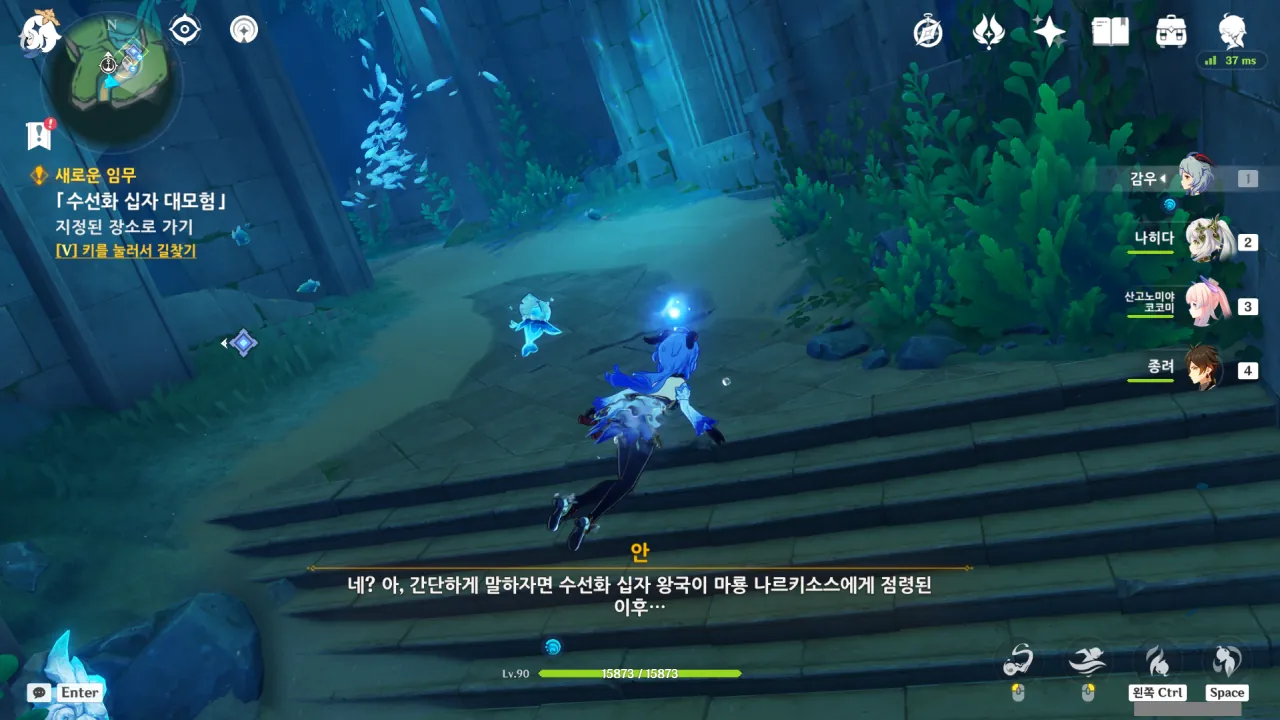 N
37 ms
새로운 임무
「수선화 십자 대모험」
지정된 장소로 가기
[V] 키를 눌러서 길찾기
감우
1
나히다
2
산고노미야
코코미
3
종려
4
안
네? 아, 간단하게 말하자면 수선화 십자 왕국이 마룡 나르키소스에게 점령된
이후…
Lv.90
15873 / 15873
Enter
왼쪽 Ctrl
Space